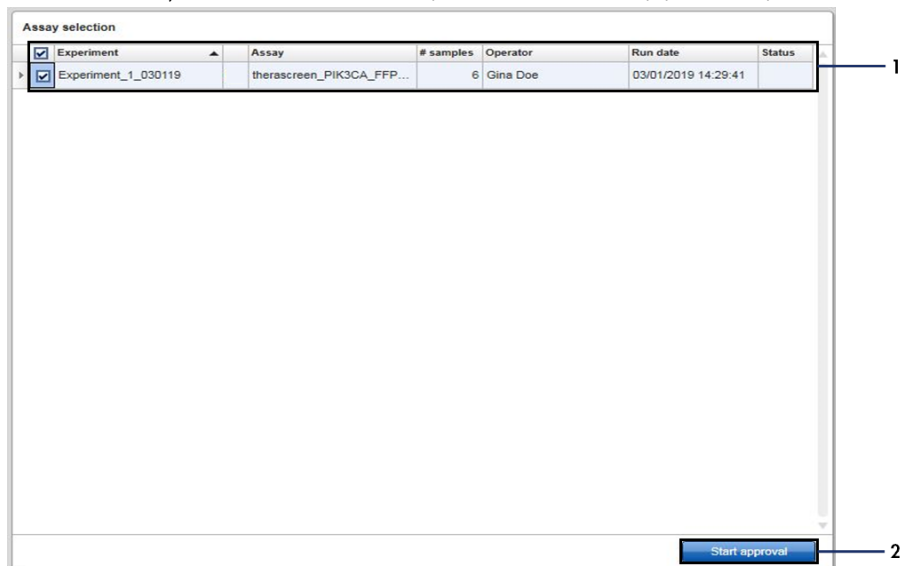 Assay selection
Experiment Assay # samples Operator Run date Status
Experiment_1_030119 therascreen_PIK3CA_FFP... 6 Gina Doe 03/01/2019 14:29:41
1
Start approval
2